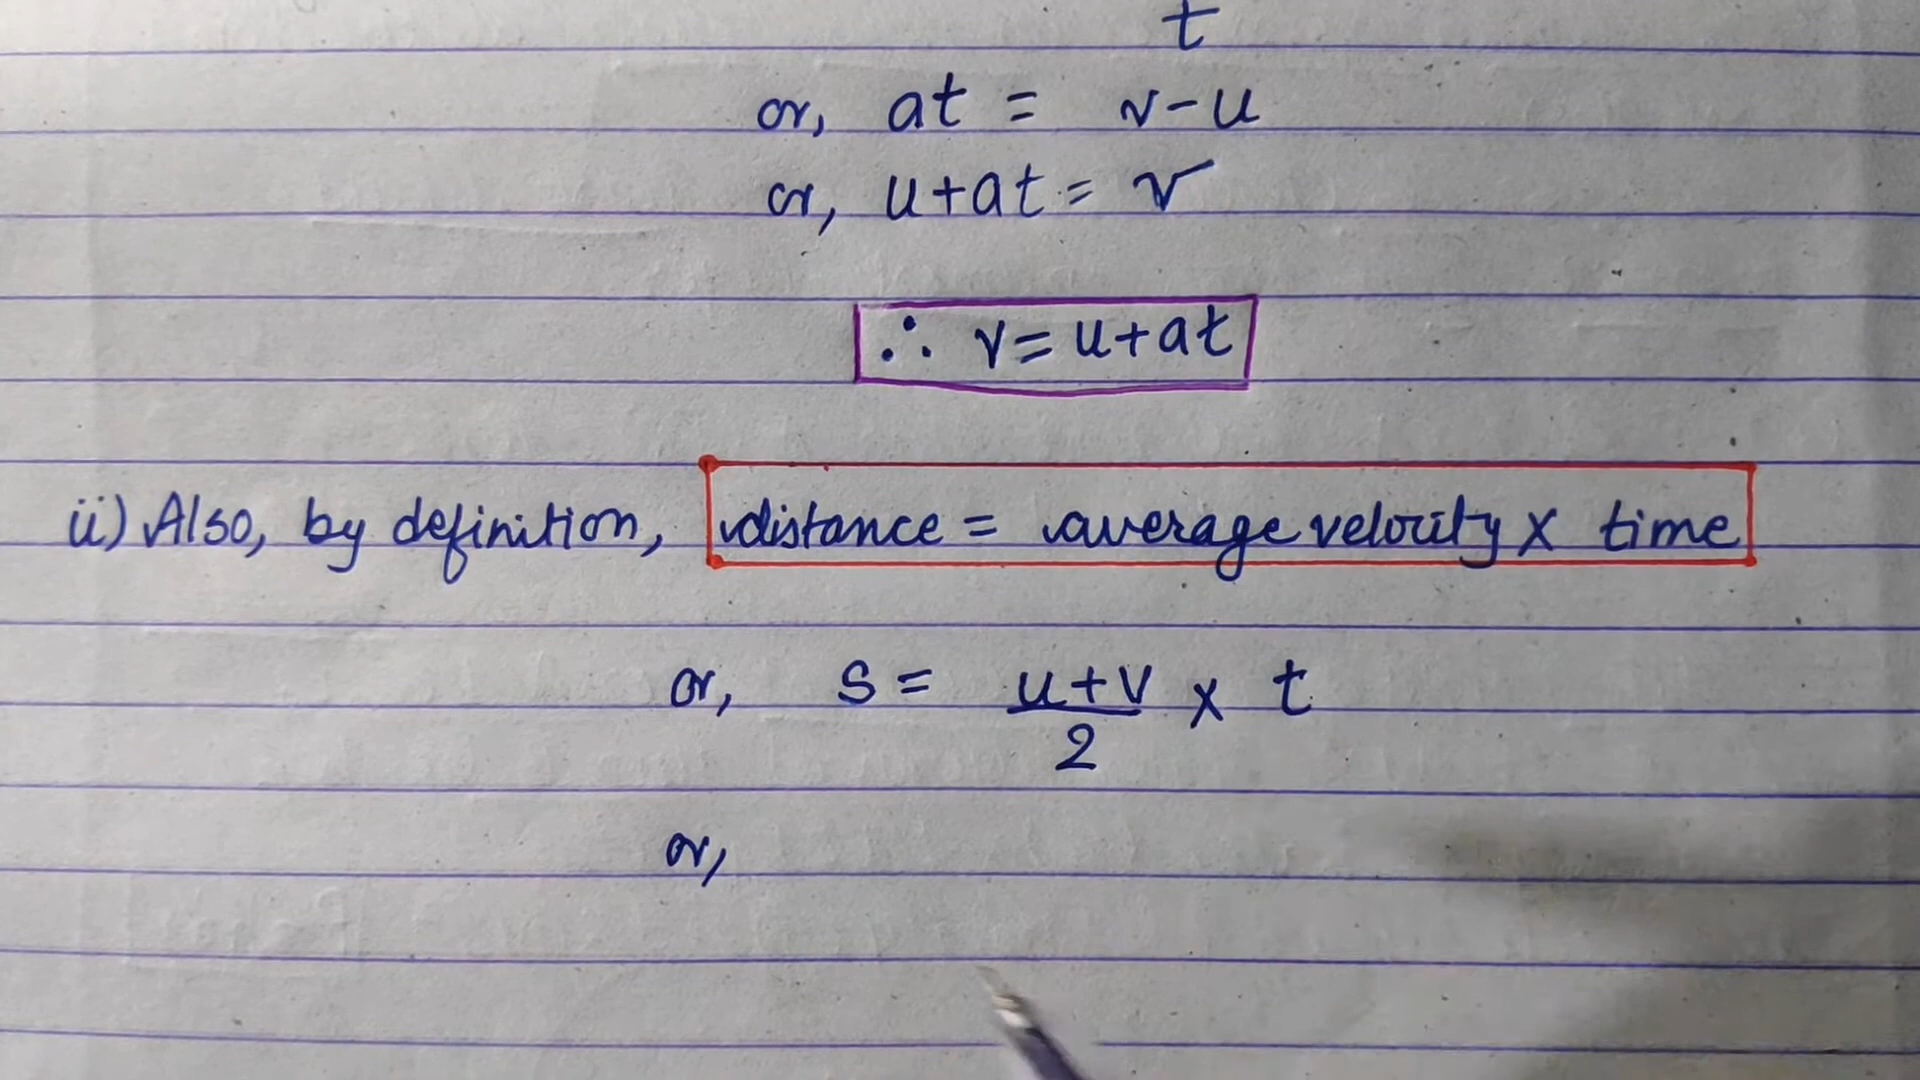 t
or, at = v-u
or, u+at = v
∴ v=u+at
ii) Also, by definition, distance = average velocity x time
or, s = u+v/2 x t
or,